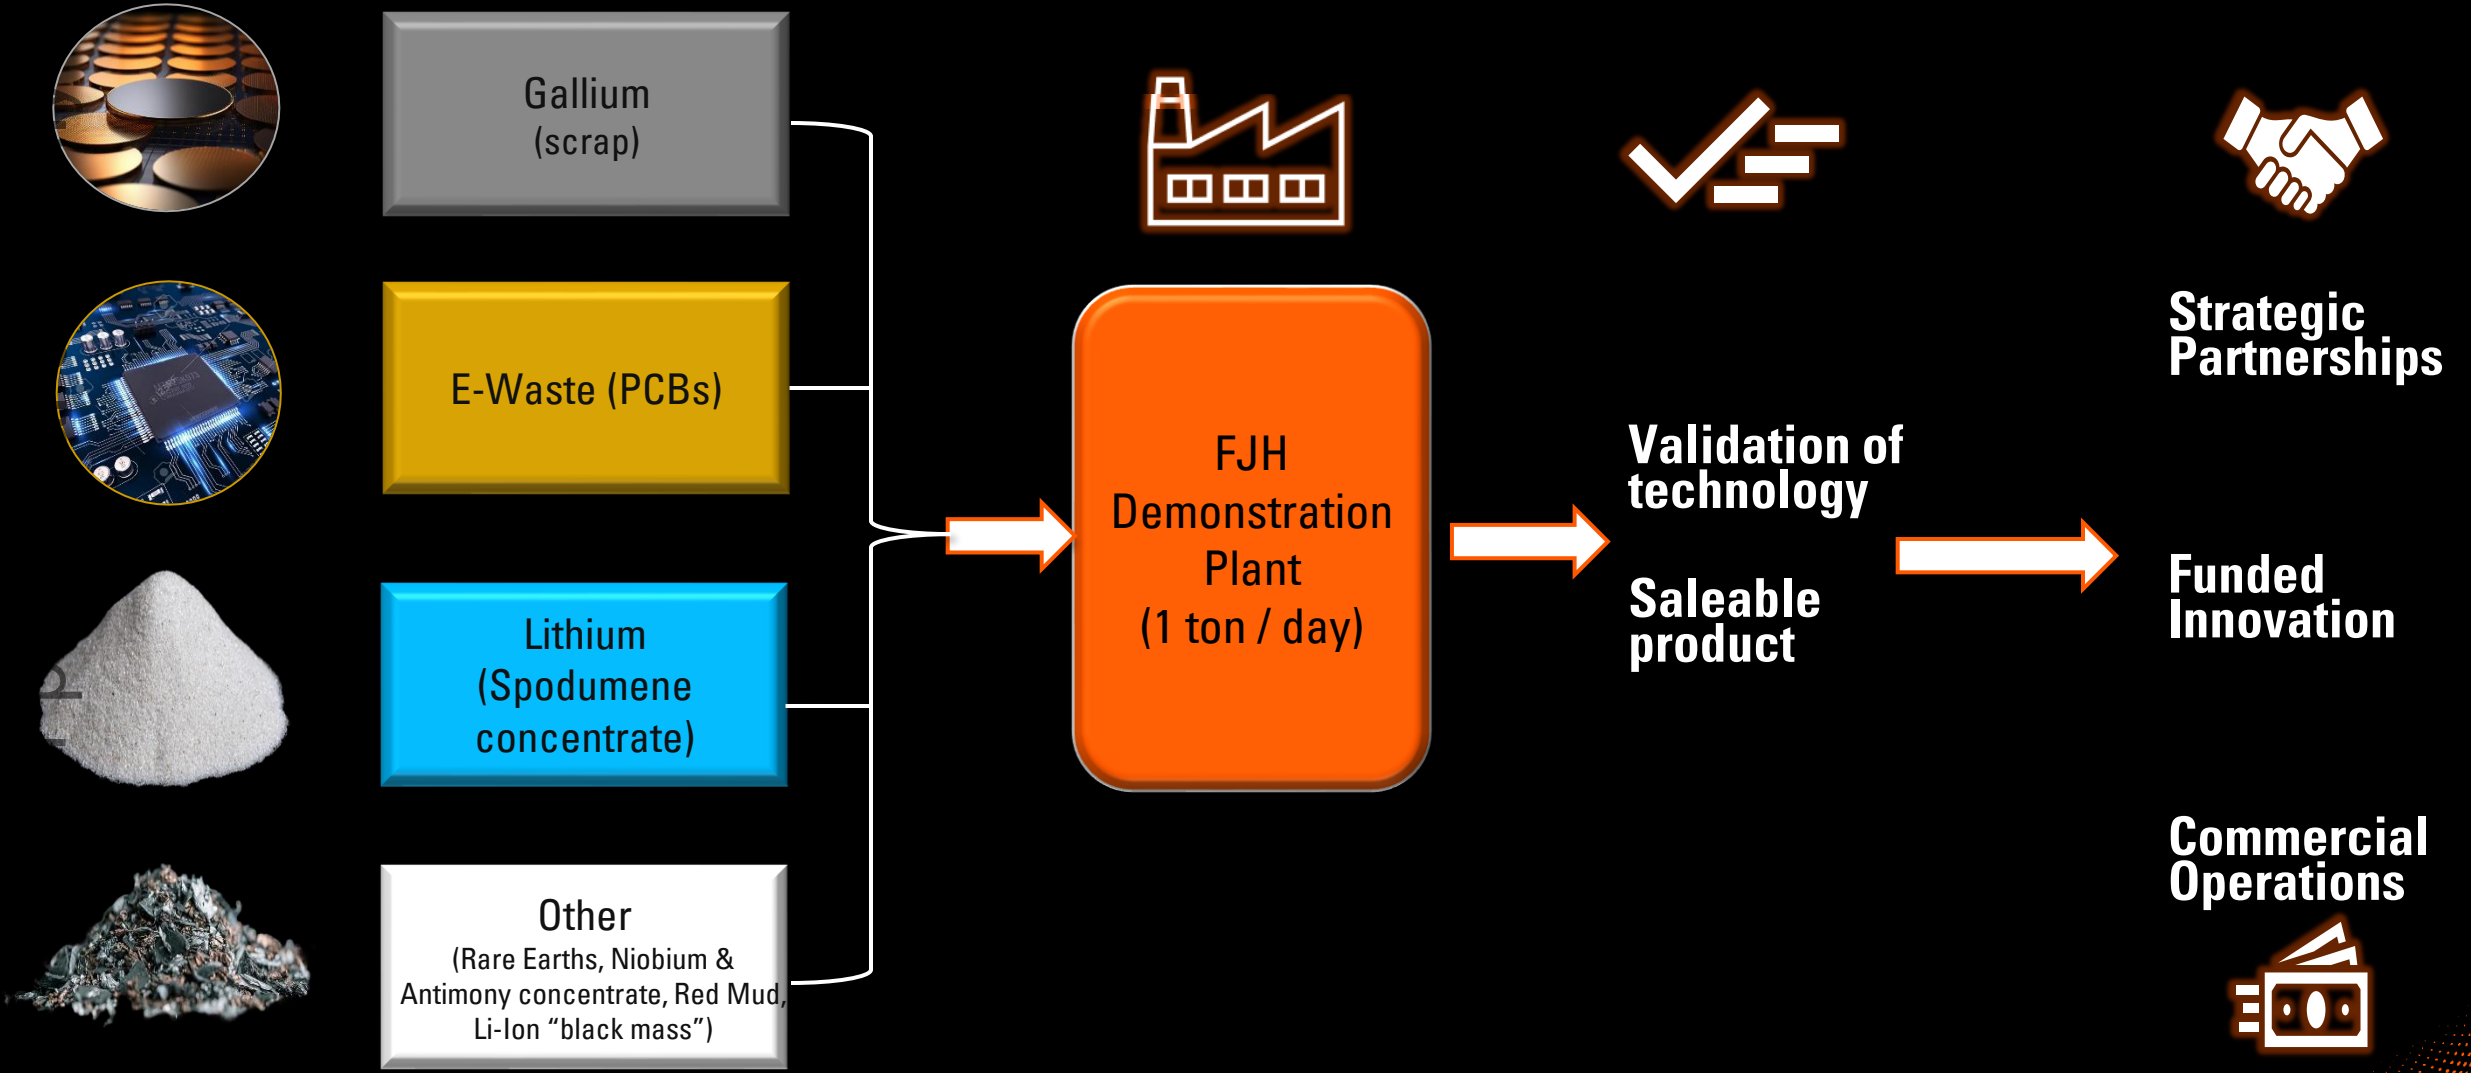 Gallium
(scrap)
E-Waste (PCBs)
Lithium
(Spodumene
concentrate)
Other
(Rare Earths, Niobium &
Antimony concentrate, Red Mud,
Li-Ion “black mass”)
FJH
Demonstration
Plant
(1 ton / day)
Validation of
technology
Saleable
product
Strategic
Partnerships
Funded
Innovation
Commercial
Operations